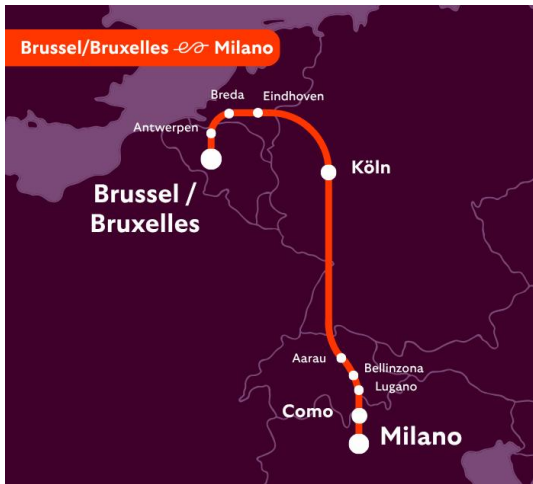 Brussel/Bruxelles Milano
Breda
Eindhoven
Antwerpen
Köln
Brussel /
Bruxelles
Aarau
Bellinzona
Lugano
Como
Milano